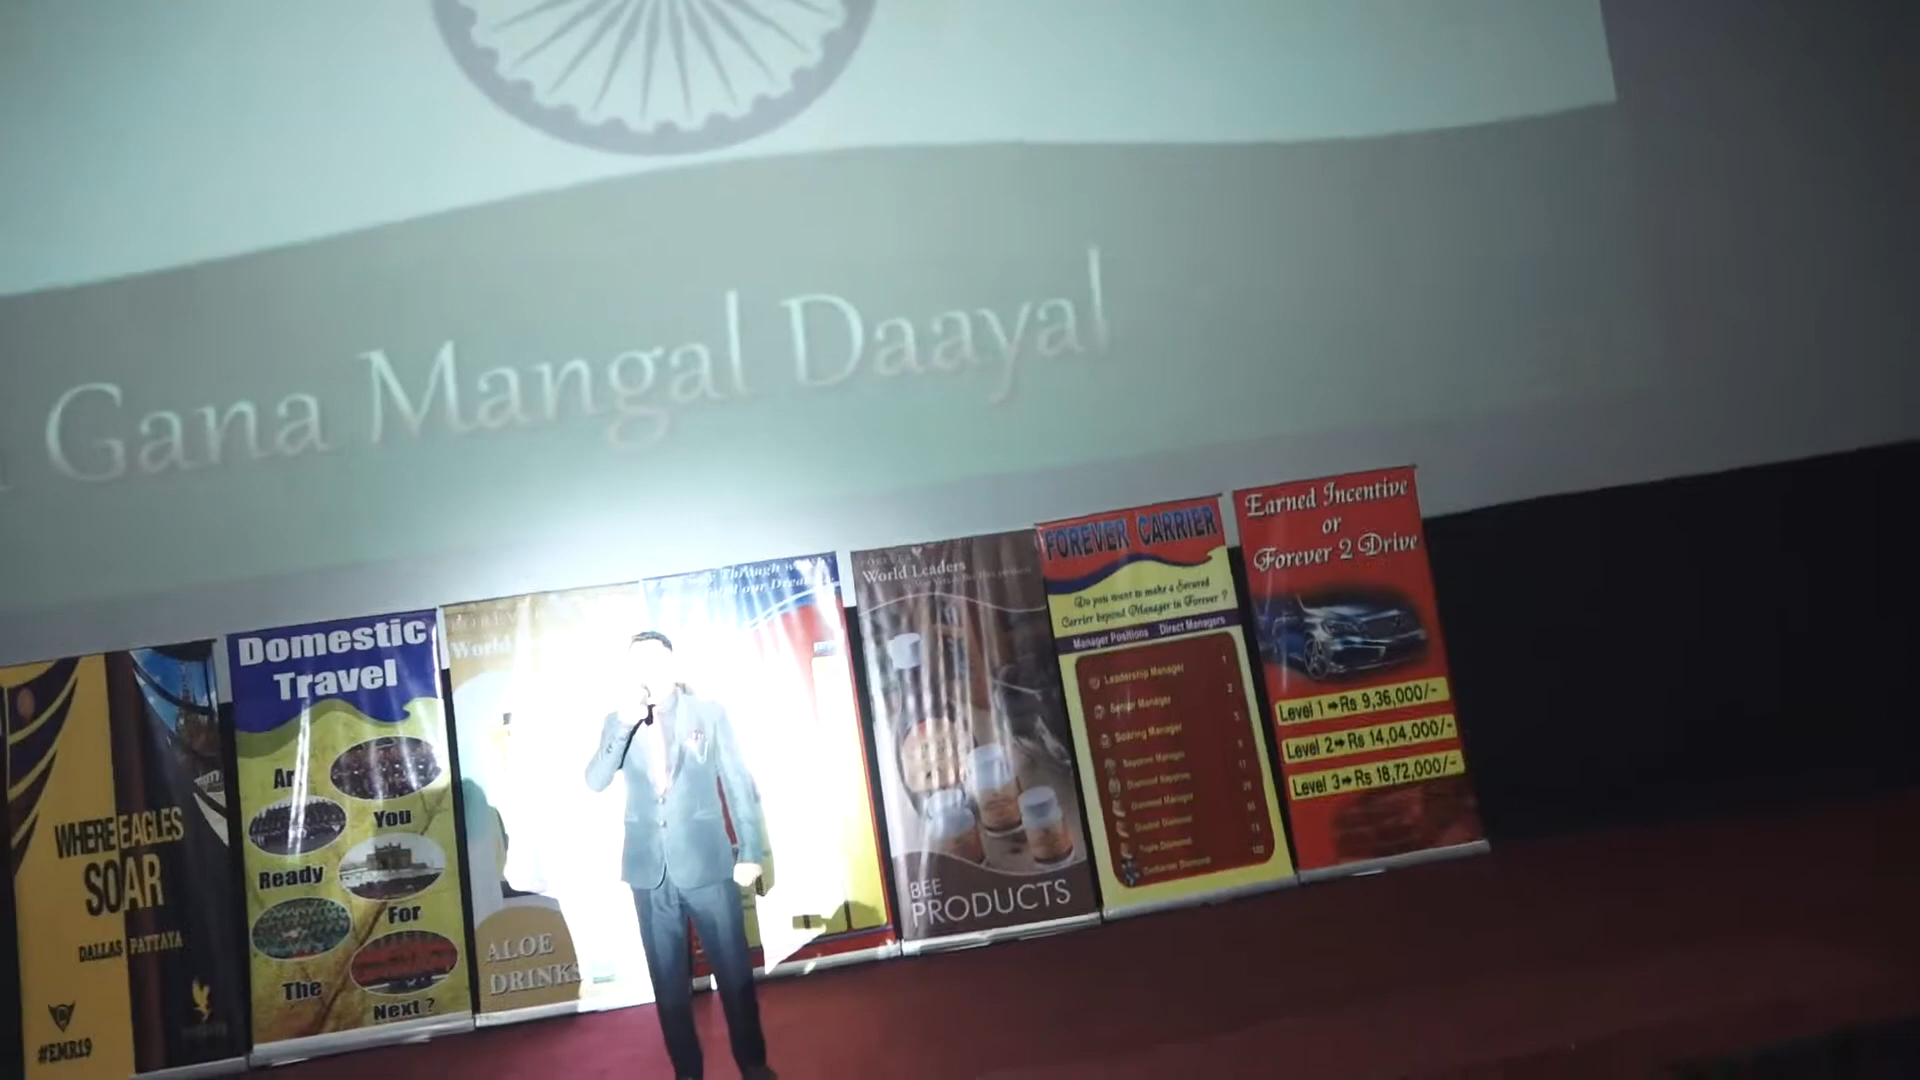 Gana Mangal Daayal
WHERE EAGLES
SOAR
DALLAS PATTAYA
#EMR19
Domestic
Travel
You
Ready
For
The
Next ?
World
ALOE
DRINKS
Through
our
World Leaders
BEE
PRODUCTS
FOREVER CARRIER
Do you want to make a Secured
Carrier beyond Manager in Forever ?
Manager Positions Direct Managers
Leadership Manager 1
Senior Manager 2
Soaring Manager
Sapphire Manager
Diamond Sapphire
Diamond Manager
Double Diamond
Triple Diamond
Centurion Diamond
Earned Incentive
or
Forever 2 Drive
Level 1➡Rs 9,36,000/-
Level 2➡Rs 14,04,000/-
Level 3➡Rs 18,72,000/-